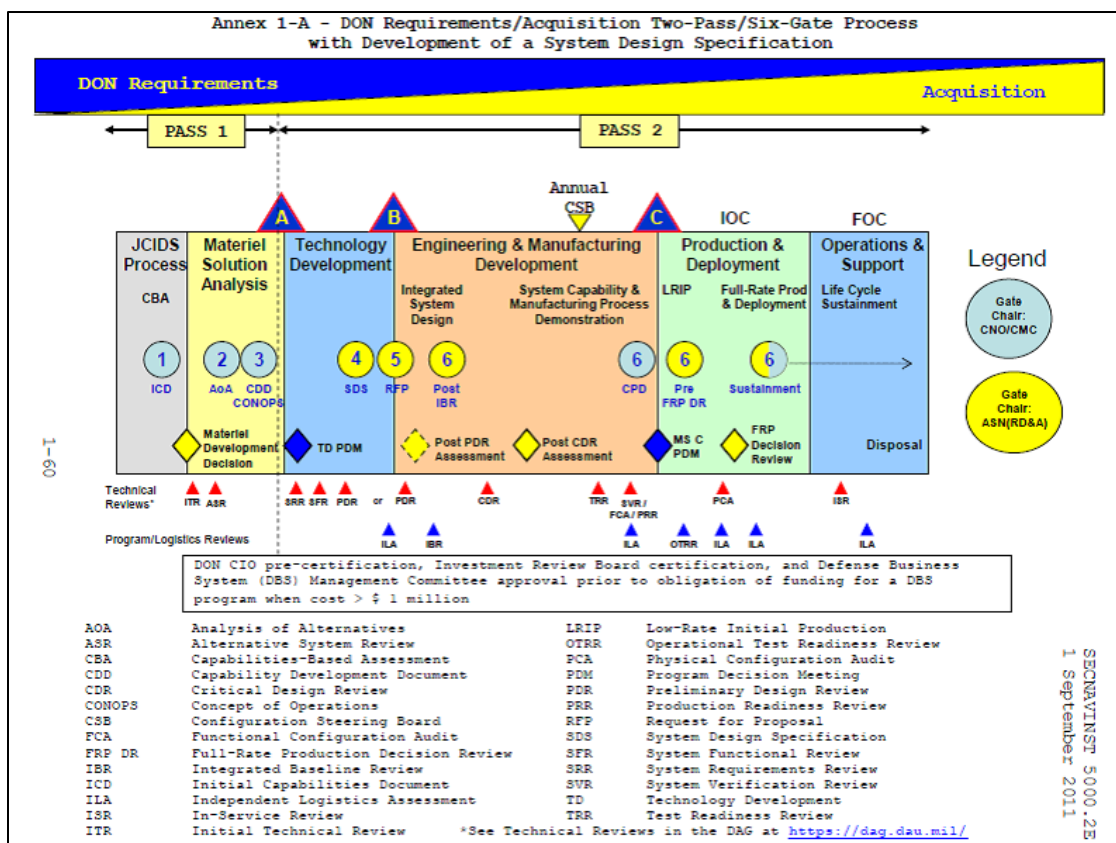 Annex 1-A - DON Requirements/Acquisition Two-Pass/Six-Gate Process
with Development of a System Design Specification
DON Requirements
Acquisition
PASS 1
PASS 2
Annual
CSB
A
B
C
IOC
FOC
JCIDS
Process
CBA
Materiel
Solution
Analysis
Technology
Development
Engineering & Manufacturing
Development
Integrated
System
Design
System Capability &
Manufacturing Process
Demonstration
Production &
Deployment
LRIP
Full-Rate Prod
& Deployment
Operations &
Support
Life Cycle
Sustainment
1
ICD
2
AoA
3
CDD
CONOPS
4
SDS
5
RFP
6
Post
IBR
6
CPD
6
Pre
FRP DR
6
Sustainment
Materiel
Development
Decision
TD PDM
Post PDR
Assessment
Post CDR
Assessment
MS C
PDM
FRP
Decision
Review
Disposal
Legend
Gate
Chair:
CNO/CMC
Gate
Chair:
ASN(RD&A)
1-60
Technical
Reviews*
ITR
ASR
SRR
SFR
PDR
or
PDR
CDR
TRR
SVR/
FCA/ PRR
PCA
ISR
Program/Logistics Reviews
ILA
IBR
ILA
OTRR
ILA
ILA
ILA
DON CIO pre-certification, Investment Review Board certification, and Defense Business
System (DBS) Management Committee approval prior to obligation of funding for a DBS
program when cost > $ 1 million
AOA Analysis of Alternatives
ASR Alternative System Review
CBA Capabilities-Based Assessment
CDD Capability Development Document
CDR Critical Design Review
CONOPS Concept of Operations
CSB Configuration Steering Board
FCA Functional Configuration Audit
FRP DR Full-Rate Production Decision Review
IBR Integrated Baseline Review
ICD Initial Capabilities Document
ILA Independent Logistics Assessment
ISR In-Service Review
ITR Initial Technical Review
LRIP Low-Rate Initial Production
OTRR Operational Test Readiness Review
PCA Physical Configuration Audit
PDM Program Decision Meeting
PDR Preliminary Design Review
PRR Production Readiness Review
RFP Request for Proposal
SDS System Design Specification
SFR System Functional Review
SRR System Requirements Review
SVR System Verification Review
TD Technology Development
TRR Test Readiness Review
*See Technical Reviews in the DAG at https://dag.dau.mil/
SECNAVINST 5000.2E
1 September 2011